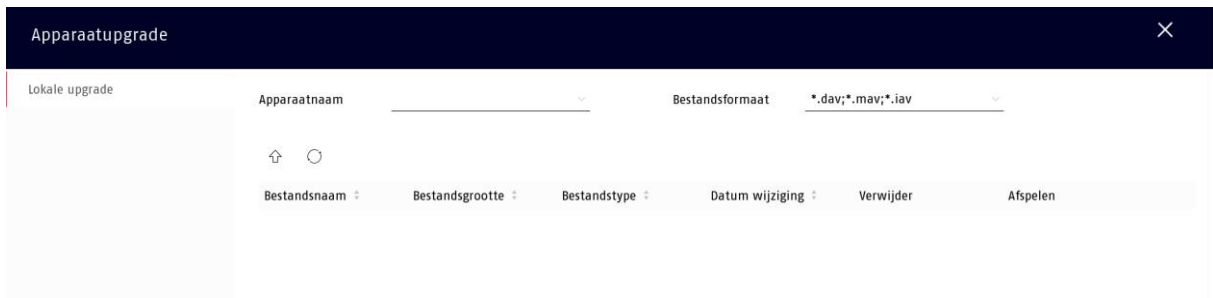 Apparaatupgrade
Lokale upgrade
Apparaatnaam Bestandsformaat *.dav;*.mav;*.iav
Bestandsnaam Bestandsgrootte Bestandstype Datum wijziging Verwijder Afspelen